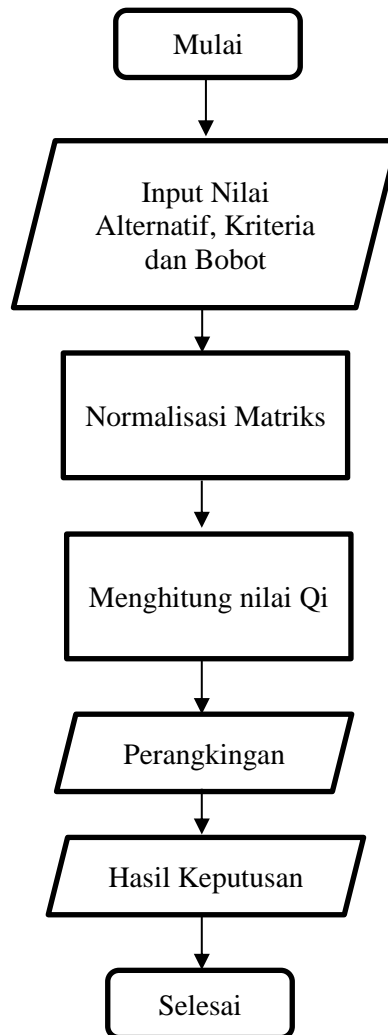 Mulai
Input Nilai
Alternatif, Kriteria
dan Bobot
Normalisasi Matriks
Menghitung nilai Qi
Perangkingan
Hasil Keputusan
Selesai